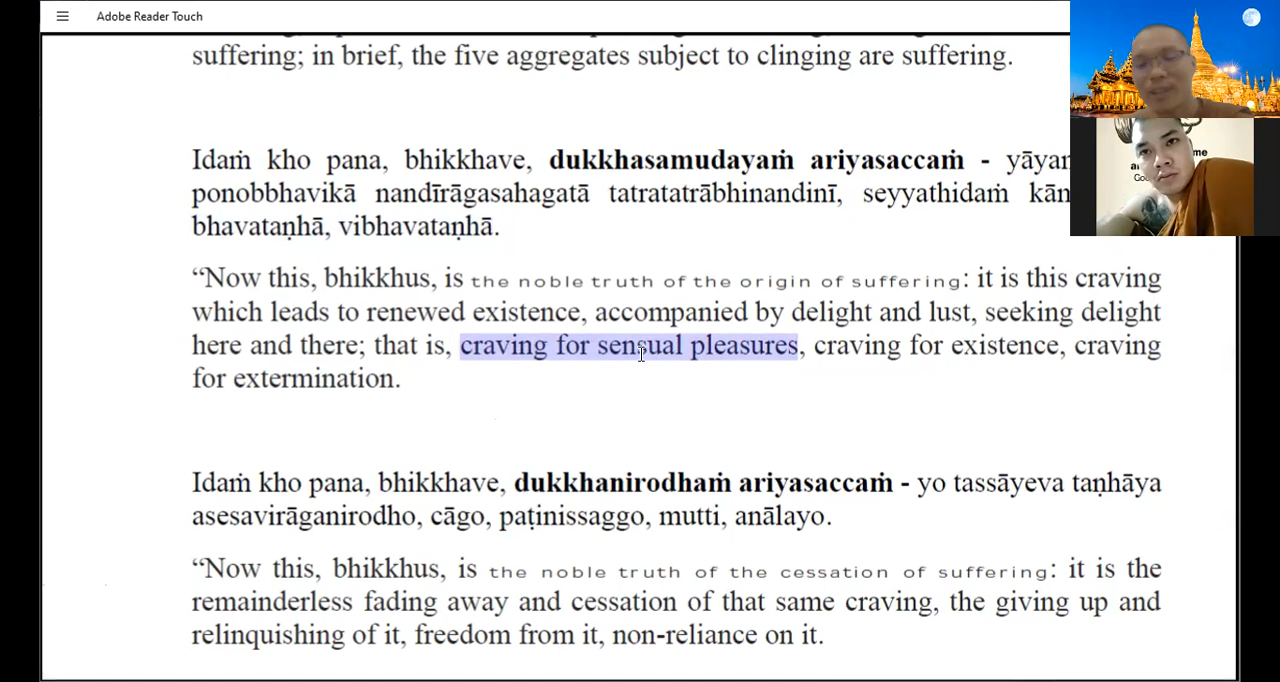 Adobe Reader Touch
suffering; in brief, the five aggregates subject to clinging are suffering.
Idaṁ kho pana, bhikkhave, dukkhasamudayaṁ ariyasaccaṁ - yāyaṁ
ponobbhavikā nandīrāgasahagatā tatratatrābhinandinī, seyyathidaṁ
bhavataṇhā, vibhavataṇhā.
“Now this, bhikkhus, is the noble truth of the origin of suffering: it is this craving
which leads to renewed existence, accompanied by delight and lust, seeking delight
here and there; that is, craving for sensual pleasures, craving for existence, craving
for extermination.
Idaṁ kho pana, bhikkhave, dukkhanirodhaṁ ariyasaccaṁ - yo tassāyeva taṇhāya
asesavirāganirodho, cāgo, paṭinissaggo, mutti, anālayo.
“Now this, bhikkhus, is the noble truth of the cessation of suffering: it is the
remainderless fading away and cessation of that same craving, the giving up and
relinquishing of it, freedom from it, non-reliance on it.